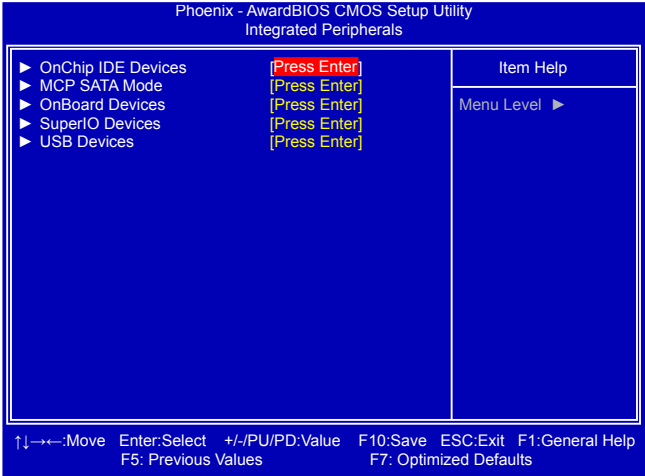 Phoenix - AwardBIOS CMOS Setup Utility
Integrated Peripherals
► OnChip IDE Devices [Press Enter]
► MCP SATA Mode [Press Enter]
► OnBoard Devices [Press Enter]
► SuperIO Devices [Press Enter]
► USB Devices [Press Enter]
Item Help
Menu Level ►
↑↓→←:Move Enter:Select +/-/PU/PD:Value F10:Save ESC:Exit F1:General Help
F5: Previous Values F7: Optimized Defaults